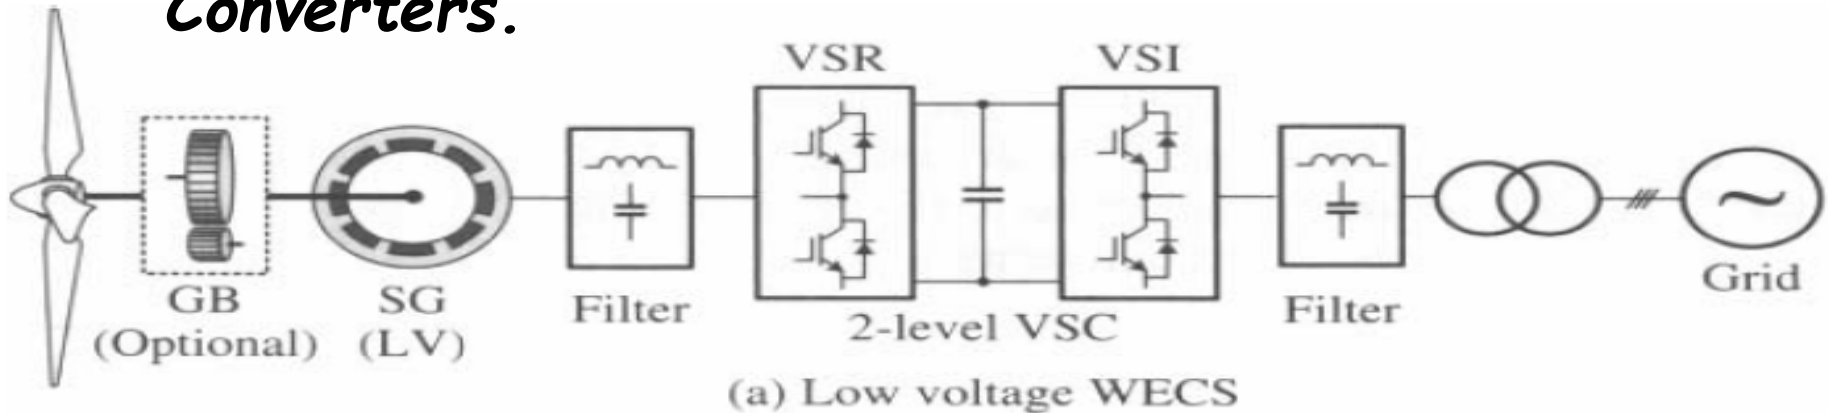 Converters.
VSR
VSI
GB
(Optional)
SG
(LV)
Filter
2-level VSC
Filter
Grid
(a) Low voltage WECS